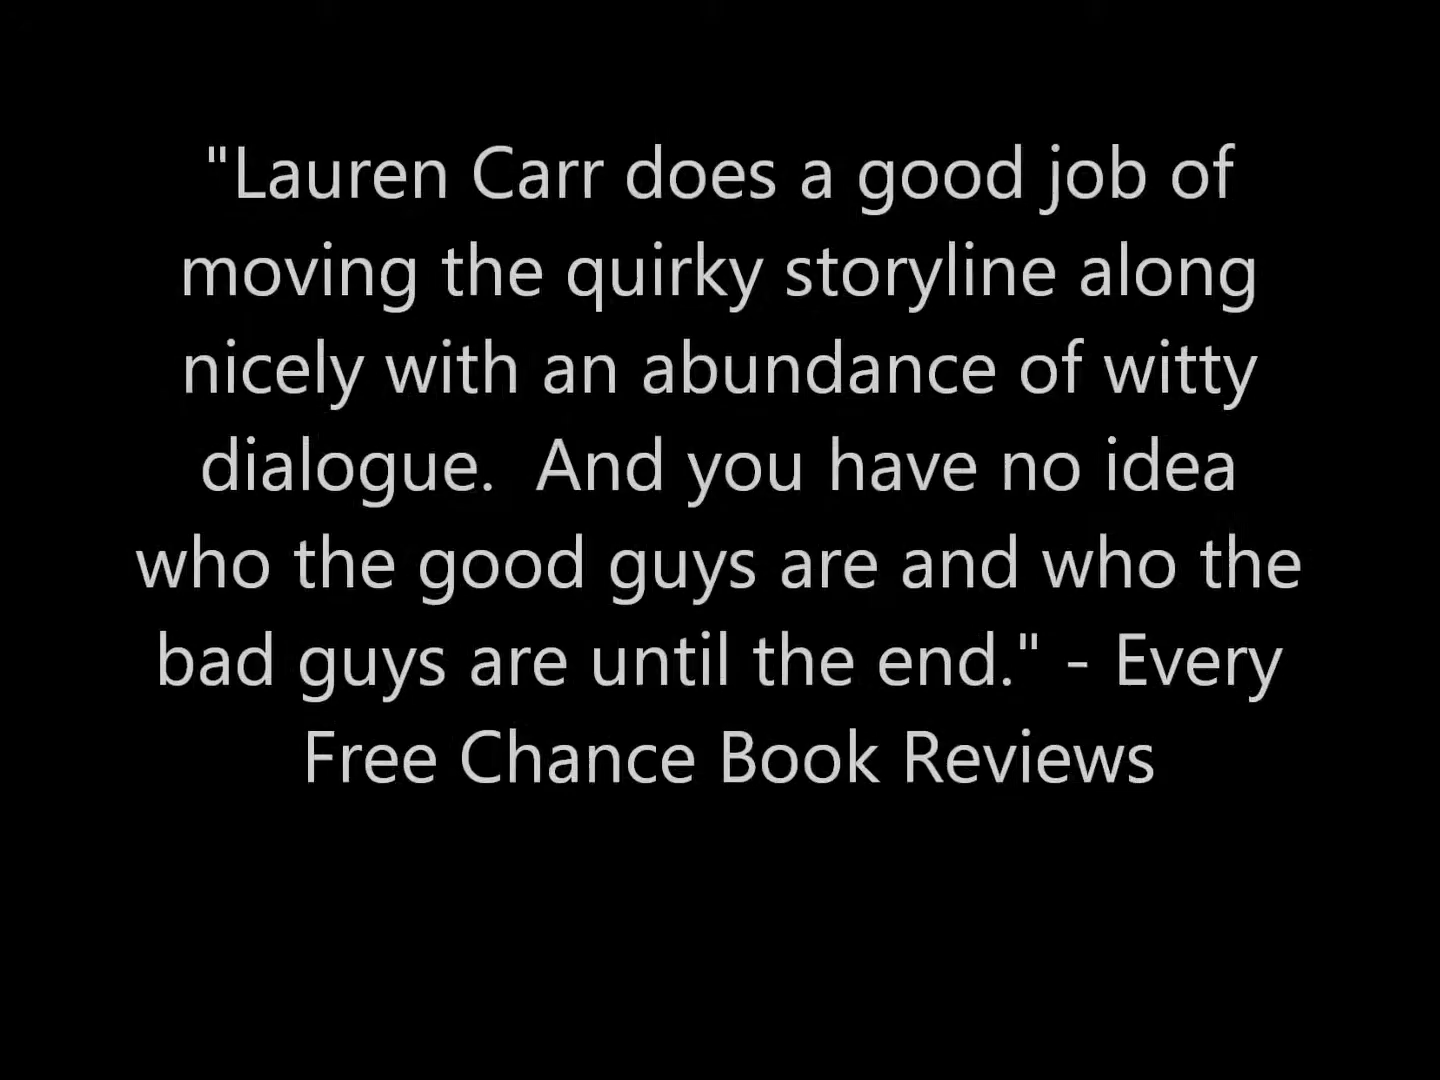 "Lauren Carr does a good job of
moving the quirky storyline along
nicely with an abundance of witty
dialogue.  And you have no idea
who the good guys are and who the
bad guys are until the end." - Every
Free Chance Book Reviews